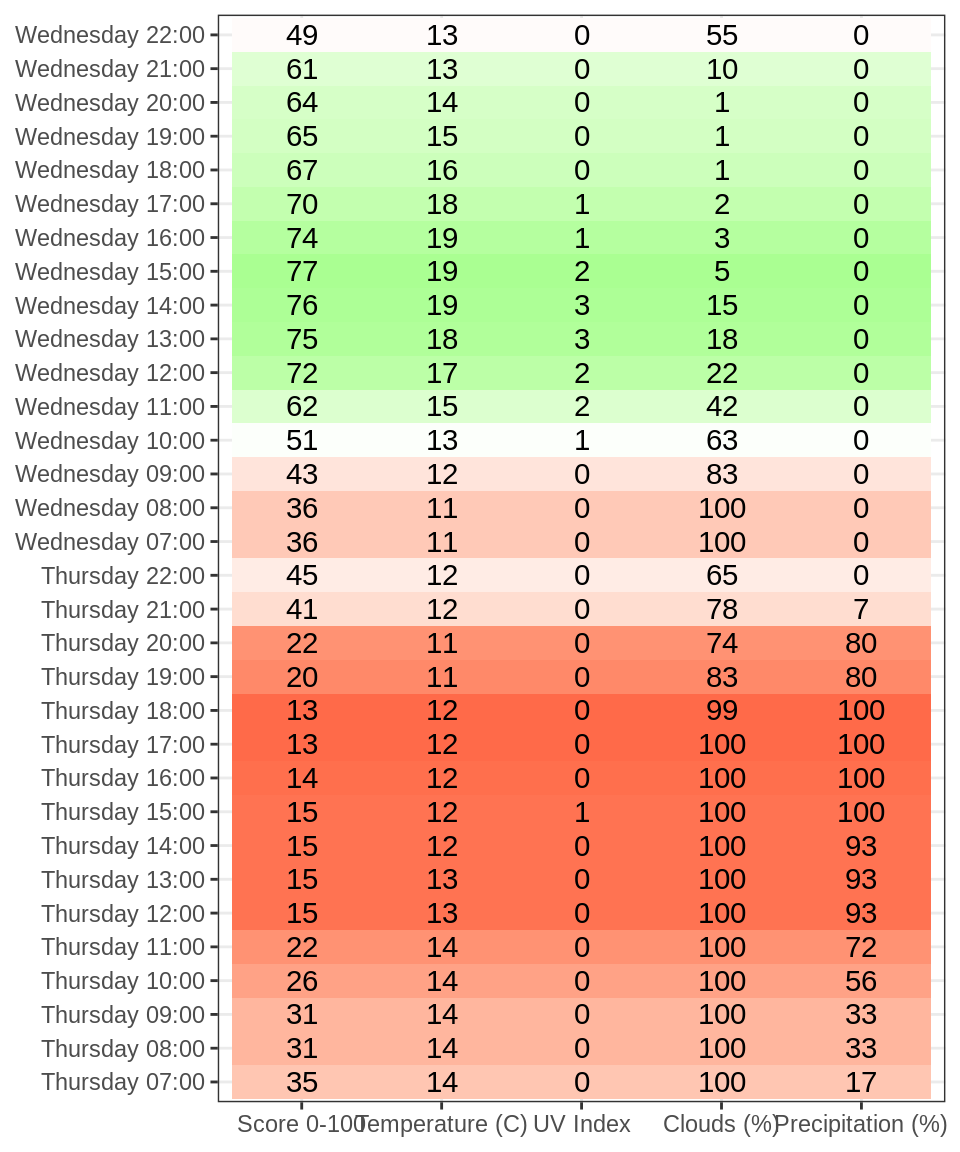 Wednesday 22:00 49 13 0 55 0
Wednesday 21:00 61 13 0 10 0
Wednesday 20:00 64 14 0 1 0
Wednesday 19:00 65 15 0 1 0
Wednesday 18:00 67 16 0 1 0
Wednesday 17:00 70 18 1 2 0
Wednesday 16:00 74 19 1 3 0
Wednesday 15:00 77 19 2 5 0
Wednesday 14:00 76 19 3 15 0
Wednesday 13:00 75 18 3 18 0
Wednesday 12:00 72 17 2 22 0
Wednesday 11:00 62 15 2 42 0
Wednesday 10:00 51 13 1 63 0
Wednesday 09:00 43 12 0 83 0
Wednesday 08:00 36 11 0 100 0
Wednesday 07:00 36 11 0 100 0
Thursday 22:00 45 12 0 65 0
Thursday 21:00 41 12 0 78 7
Thursday 20:00 22 11 0 74 80
Thursday 19:00 20 11 0 83 80
Thursday 18:00 13 12 0 99 100
Thursday 17:00 13 12 0 100 100
Thursday 16:00 14 12 0 100 100
Thursday 15:00 15 12 1 100 100
Thursday 14:00 15 12 0 100 93
Thursday 13:00 15 13 0 100 93
Thursday 12:00 15 13 0 100 93
Thursday 11:00 22 14 0 100 72
Thursday 10:00 26 14 0 100 56
Thursday 09:00 31 14 0 100 33
Thursday 08:00 31 14 0 100 33
Thursday 07:00 35 14 0 100 17
Score 0-100 Temperature (C) UV Index Clouds (%) Precipitation (%)